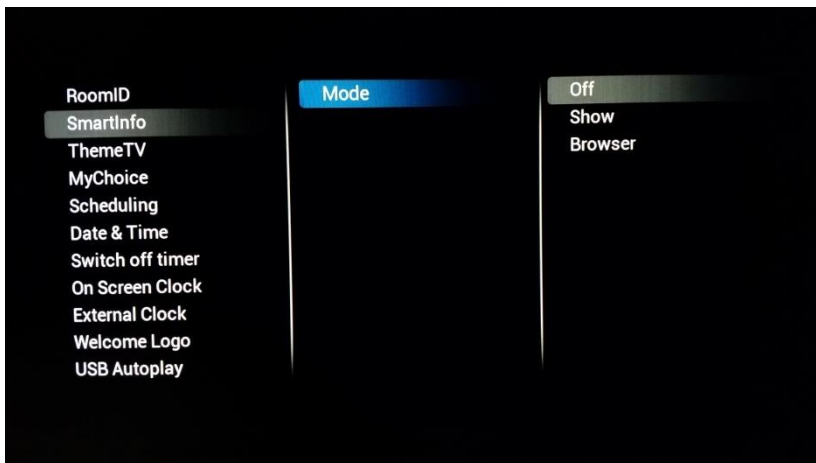 RoomID
SmartInfo
ThemeTV
MyChoice
Scheduling
Date & Time
Switch off timer
On Screen Clock
External Clock
Welcome Logo
USB Autoplay
Mode
Off
Show
Browser